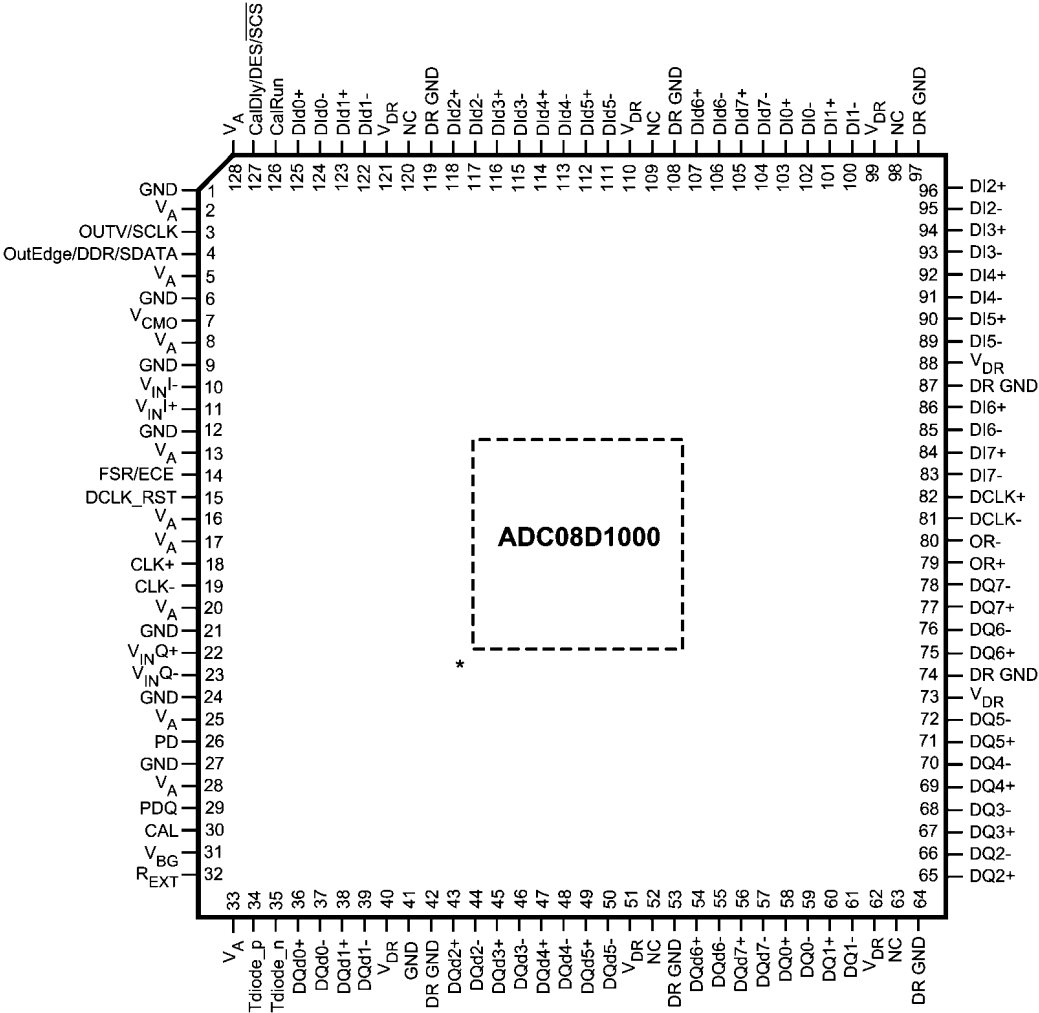 V_A
CalDly/DES/SCS
CalRun
DId0+
DId0-
DId1+
DId1-
V_DR
NC
DR GND
DId2+
DId2-
DId3+
DId3-
DId4+
DId4-
DId5+
DId5-
V_DR
NC
DR GND
DId6+
DId6-
DId7+
DId7-
DI0+
DI0-
DI1+
DI1-
V_DR
NC
DR GND
128 127 126 125 124 123 122 121 120 119 118 117 116 115 114 113 112 111 110 109 108 107 106 105 104 103 102 101 100 99 98 97
GND 1
V_A 2
OUTV/SCLK 3
OutEdge/DDR/SDATA 4
V_A 5
GND 6
V_CMO 7
V_A 8
GND 9
V_INI- 10
V_INI+ 11
GND 12
V_A 13
FSR/ECE 14
DCLK_RST 15
V_A 16
V_A 17
CLK+ 18
CLK- 19
V_A 20
GND 21
V_INQ+ 22
V_INQ- 23
GND 24
V_A 25
PD 26
GND 27
V_A 28
PDQ 29
CAL 30
V_BG 31
R_EXT 32
ADC08D1000
*
96 DI2+
95 DI2-
94 DI3+
93 DI3-
92 DI4+
91 DI4-
90 DI5+
89 DI5-
88 V_DR
87 DR GND
86 DI6+
85 DI6-
84 DI7+
83 DI7-
82 DCLK+
81 DCLK-
80 OR-
79 OR+
78 DQ7-
77 DQ7+
76 DQ6-
75 DQ6+
74 DR GND
73 V_DR
72 DQ5-
71 DQ5+
70 DQ4-
69 DQ4+
68 DQ3-
67 DQ3+
66 DQ2-
65 DQ2+
33 34 35 36 37 38 39 40 41 42 43 44 45 46 47 48 49 50 51 52 53 54 55 56 57 58 59 60 61 62 63 64
V_A
Tdiode_p
Tdiode_n
DQd0+
DQd0-
DQd1+
DQd1-
V_DR
GND
DR GND
DQd2+
DQd2-
DQd3+
DQd3-
DQd4+
DQd4-
DQd5+
DQd5-
V_DR
NC
DR GND
DQd6+
DQd6-
DQd7+
DQd7-
DQ0+
DQ0-
DQ1+
DQ1-
V_DR
NC
DR GND